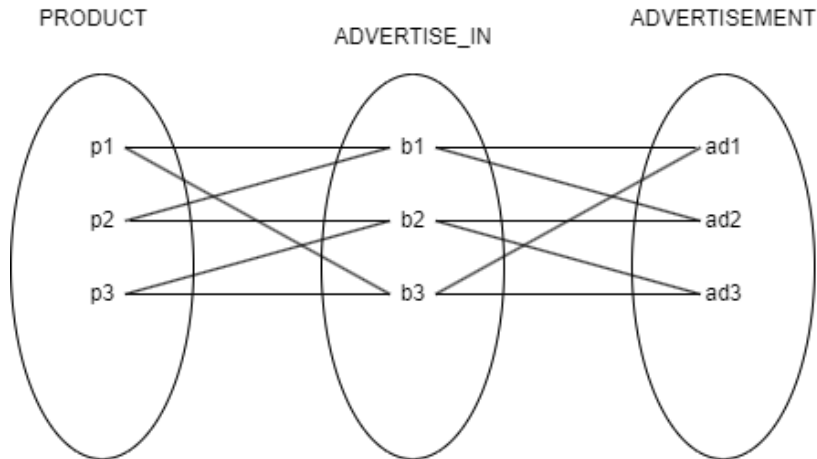 PRODUCT
ADVERTISE_IN
ADVERTISEMENT
p1 b1 ad1
p2 b2 ad2
p3 b3 ad3